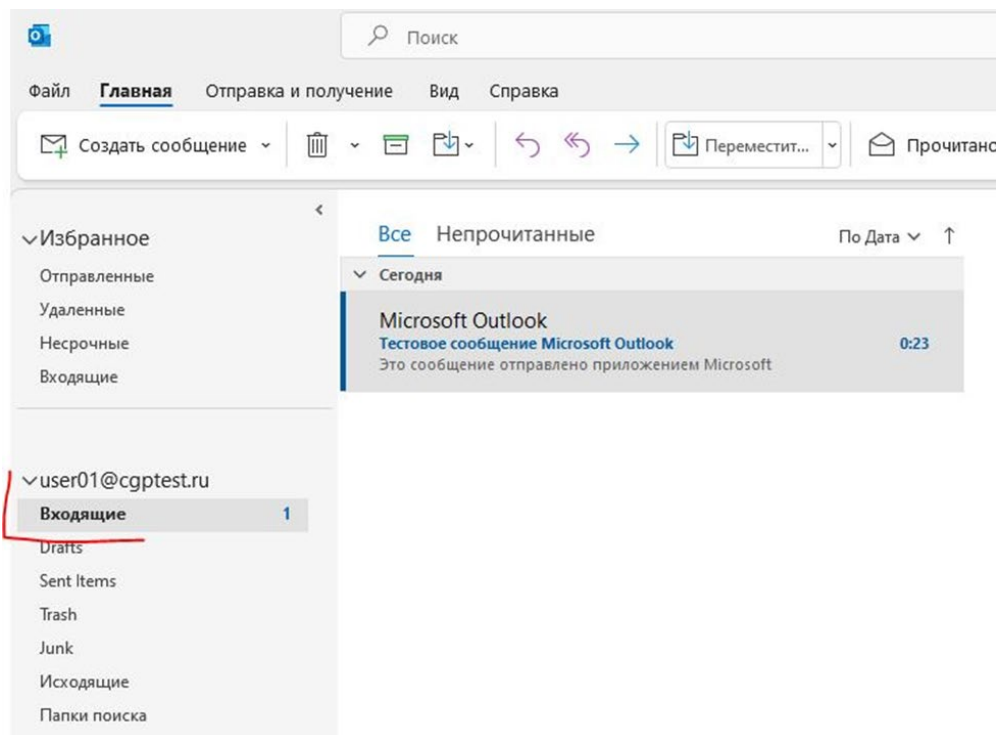 Поиск
Файл Главная Отправка и получение Вид Справка
Создать сообщение Переместит... Прочитано
Избранное
Отправленные
Удаленные
Несрочные
Входящие
user01@cgptest.ru
Входящие 1
Drafts
Sent Items
Trash
Junk
Исходящие
Папки поиска
Все Непрочитанные По Дата
Сегодня
Microsoft Outlook
Тестовое сообщение Microsoft Outlook 0:23
Это сообщение отправлено приложением Microsoft